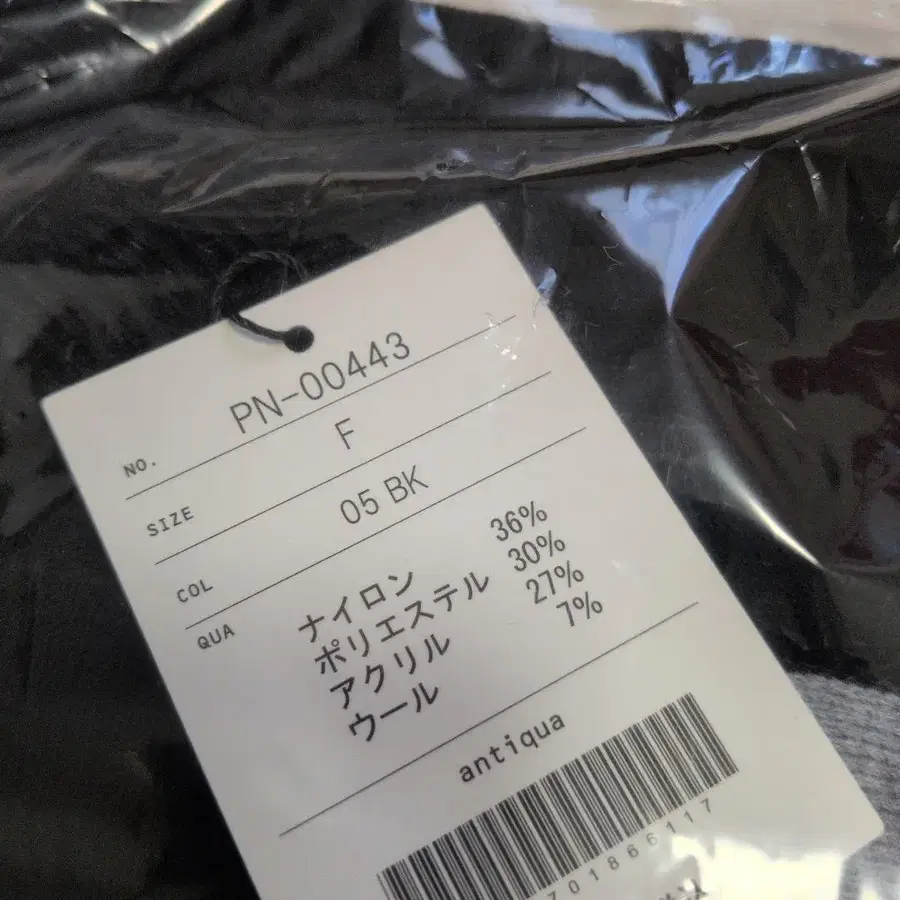 NO. PN-00443
SIZE F
COL 05 BK
QUA ナイロン 36%
ポリエステル 30%
アクリル 27%
ウール 7%
antiqua
701866117